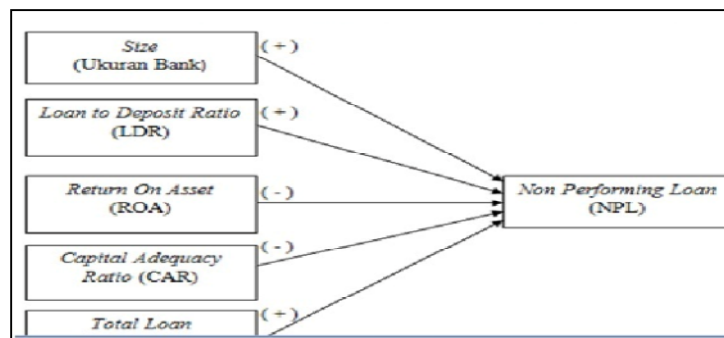 Size
(Ukuran Bank)
(+)
Loan to Deposit Ratio
(LDR)
(+)
Return On Asset
(ROA)
(-)
Capital Adequacy
Ratio (CAR)
(-)
Total Loan
(+)
Non Performing Loan
(NPL)